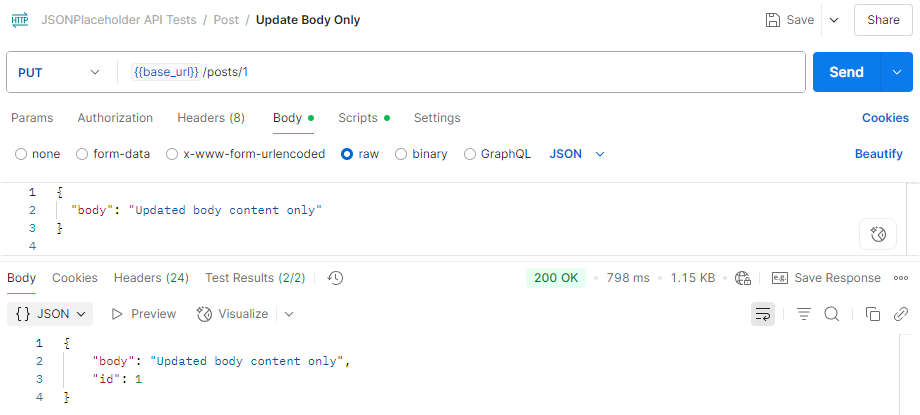 HTTP JSONPlaceholder API Tests / Post / Update Body Only Save Share
PUT {{base_url}} /posts/1 Send
Params Authorization Headers (8) Body Scripts Settings Cookies
none form-data x-www-form-urlencoded raw binary GraphQL JSON Beautify
1 {
2 "body": "Updated body content only"
3 }
4
Body Cookies Headers (24) Test Results (2/2) 200 OK • 798 ms • 1.15 KB e.g. Save Response
{} JSON Preview Visualize
1 {
2 "body": "Updated body content only",
3 "id": 1
4 }